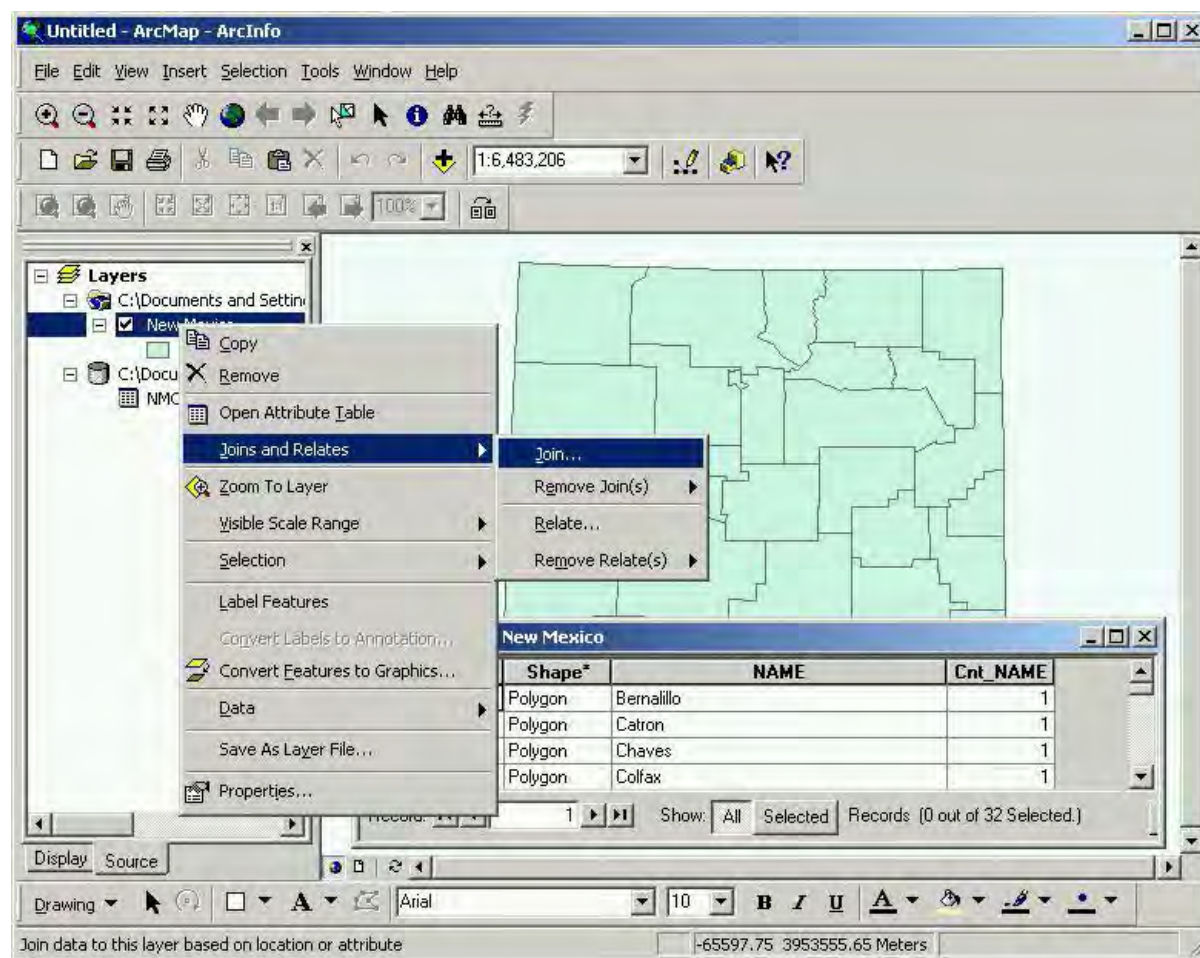 Untitled - ArcMap - ArcInfo
File Edit View Insert Selection Tools Window Help
1:6,483,206
100%
Layers
C:\Documents and Settin
New Mexico
C:\Docu
NMC
Copy
Remove
Open Attribute Table
Joins and Relates
Zoom To Layer
Visible Scale Range
Selection
Label Features
Convert Labels to Annotation...
Convert Features to Graphics...
Data
Save As Layer File...
Properties...
Join...
Remove Join(s)
Relate...
Remove Relate(s)
New Mexico
Shape* NAME Cnt_NAME
Polygon Bernalillo 1
Polygon Catron 1
Polygon Chaves 1
Polygon Colfax 1
Record: 1 Show: All Selected Records (0 out of 32 Selected.)
Display Source
Drawing A Arial 10 B I U A
Join data to this layer based on location or attribute -65597.75 3953555.65 Meters